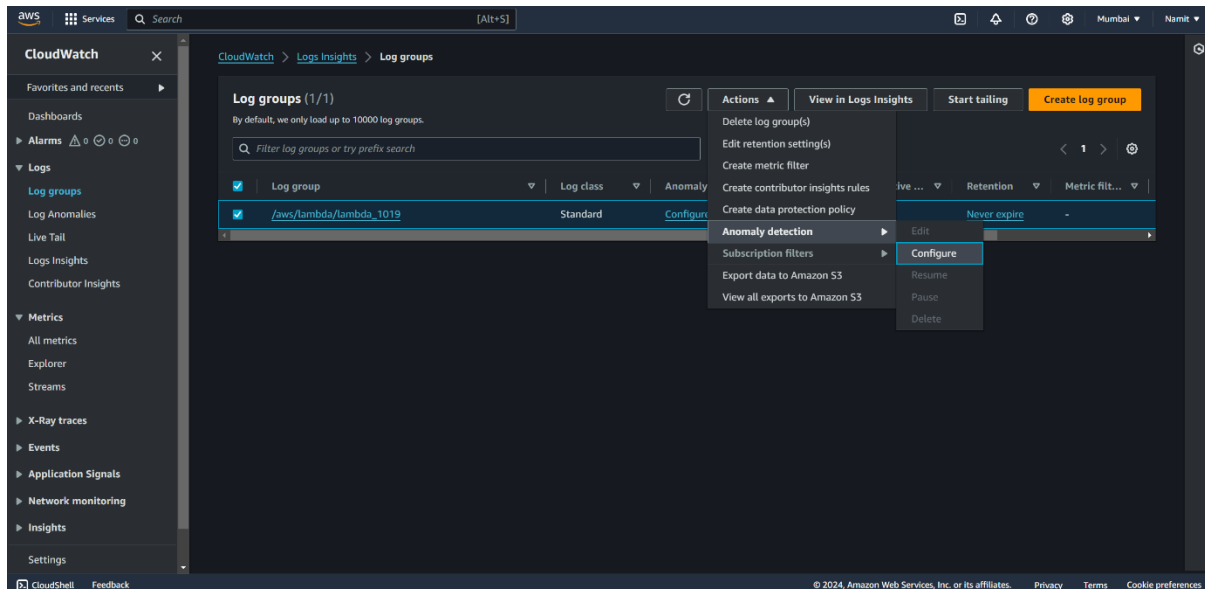 aws Services Search [Alt+S] Mumbai ▼ Namit ▼
CloudWatch
Favorites and recents
Dashboards
Alarms 0 0 0
Logs
Log groups
Log Anomalies
Live Tail
Logs Insights
Contributor Insights
Metrics
All metrics
Explorer
Streams
X-Ray traces
Events
Application Signals
Network monitoring
Insights
Settings
CloudWatch > Logs Insights > Log groups
Log groups (1/1)
By default, we only load up to 10000 log groups.
Actions ▲ View in Logs Insights Start tailing Create log group
Filter log groups or try prefix search
< 1 >
Log group Log class Anomaly ive ... Retention Metric filt...
/aws/lambda/lambda_1019 Standard Configure Never expire -
Delete log group(s)
Edit retention setting(s)
Create metric filter
Create contributor insights rules
Create data protection policy
Anomaly detection
Subscription filters
Export data to Amazon S3
View all exports to Amazon S3
Edit
Configure
Resume
Pause
Delete
CloudShell Feedback © 2024, Amazon Web Services, Inc. or its affiliates. Privacy Terms Cookie preferences